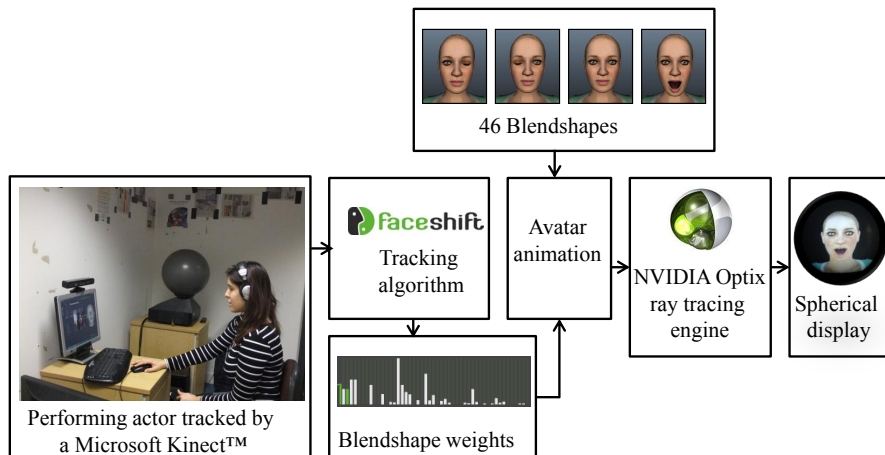 46 Blendshapes
faceshift
Tracking
algorithm
Avatar
animation
NVIDIA Optix
ray tracing
engine
Spherical
display
Performing actor tracked by
a Microsoft Kinect™
Blendshape weights